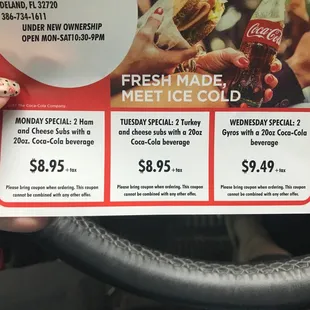 DELAND, FL 32720
386-734-1611
UNDER NEW OWNERSHIP
OPEN MON-SAT10:30-9PM
Coca-Cola
FRESH MADE,
MEET ICE COLD
The Coca-Cola Company.
MONDAY SPECIAL: 2 Ham
and Cheese Subs with a
20oz. Coca-Cola
beverage
$8.95 + tax
Please bring coupon when ordering. This coupon
cannot be combined with any other offer.
TUESDAY SPECIAL: 2 Turkey
and cheese subs with a 20oz
Coca-Cola beverage
$8.95 + tax
Please bring coupon when ordering. This coupon
cannot be combined with any other offer.
WEDNESDAY SPECIAL: 2
Gyros with a 20oz Coca-Cola
beverage
$9.49 + tax
Please bring coupon when ordering. This coupon
cannot be combined with any other offer.